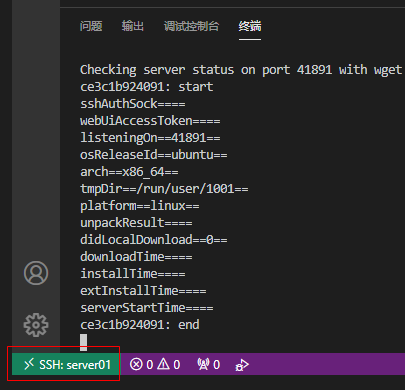 问题 输出 调试控制台 终端
Checking server status on port 41891 with wget
ce3c1b924091: start
sshAuthSock====
webUiAccessToken====
listeningOn==41891==
osReleaseId==ubuntu==
arch==x86_64==
tmpDir==/run/user/1001==
platform==linux==
unpackResult====
didLocalDownload==0==
downloadTime====
installTime====
extInstallTime====
serverStartTime====
ce3c1b924091: end
SSH: server01 0 0 0